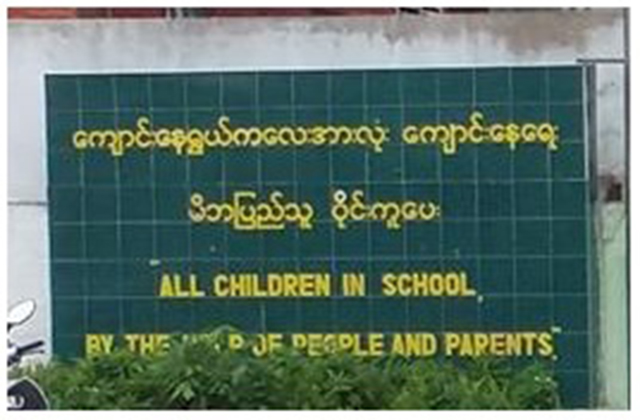 ကျောင်းနေရွယ်ကလေးအားလုံး ကျောင်းနေရေး
မိဘပြည်သူ ဝိုင်းကူပေး
"ALL CHILDREN IN SCHOOL,
BY THE HELP OF PEOPLE AND PARENTS."